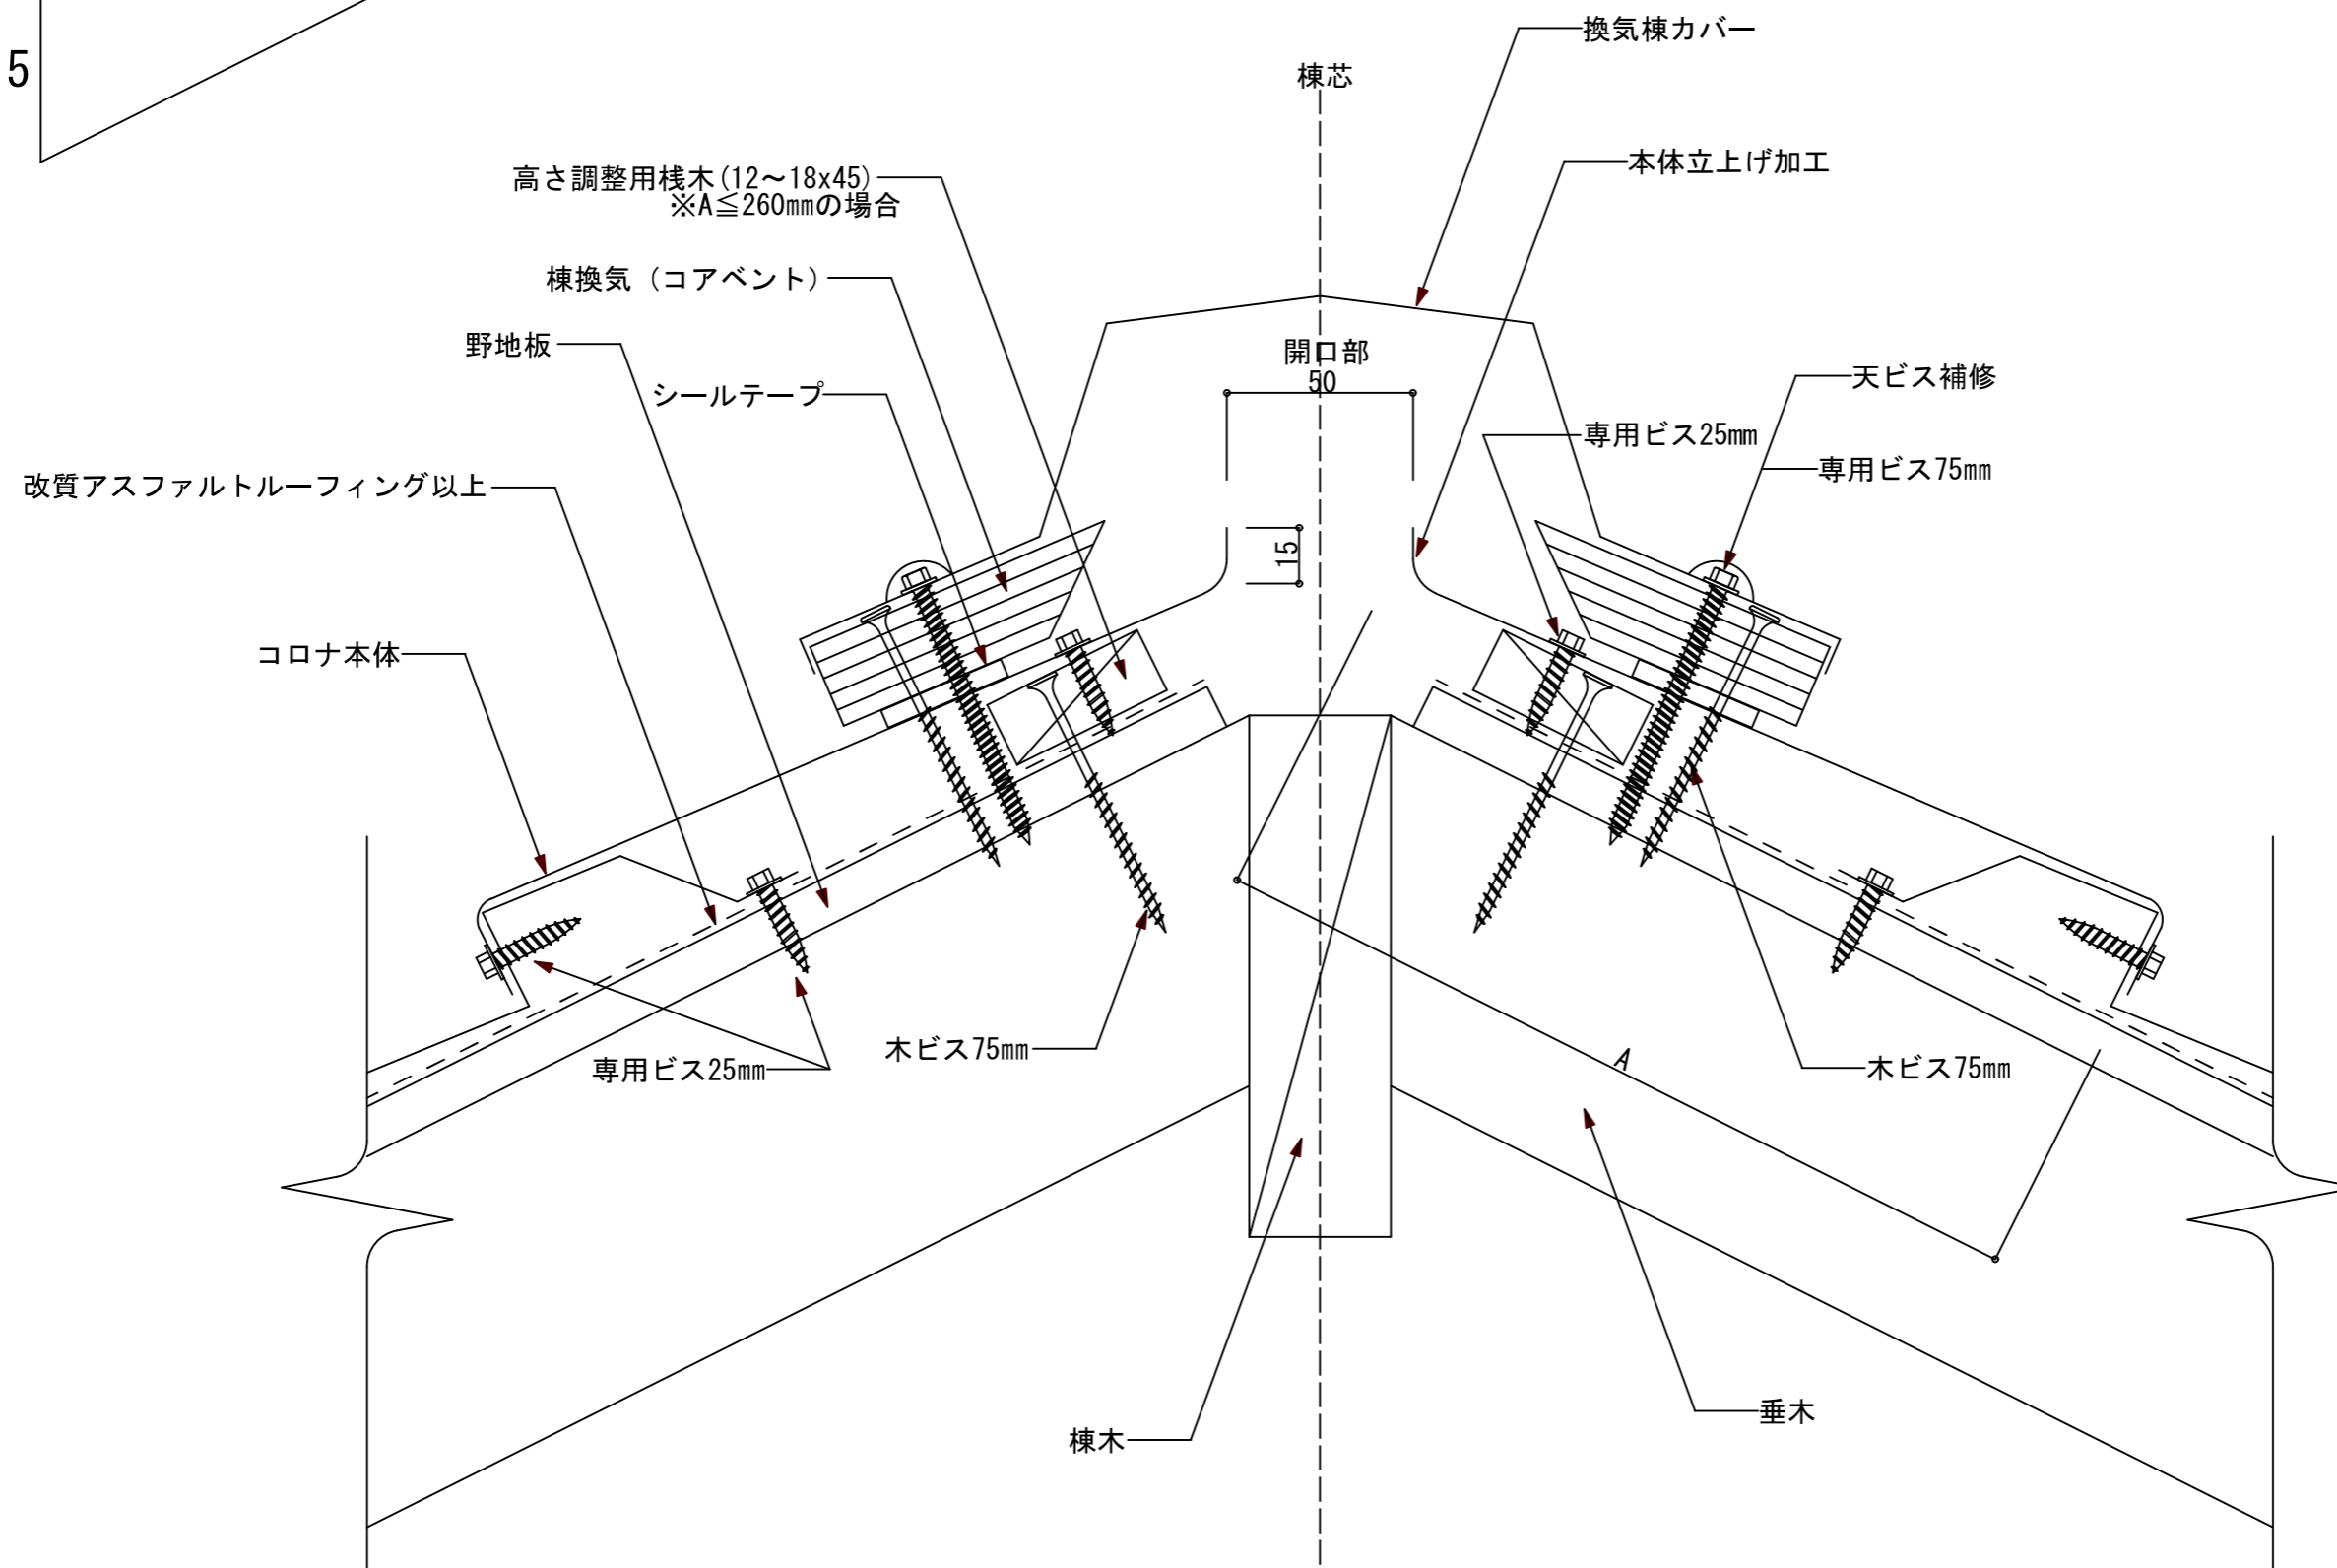 5
換気棟カバー
棟芯
本体立上げ加工
高さ調整用桟木(12～18x45)
※A≦260mmの場合
棟換気（コアベント）
野地板
開口部
50
シールテープ
天ビス補修
専用ビス25mm
専用ビス75mm
改質アスファルトルーフィング以上
15
コロナ本体
木ビス75mm
専用ビス25mm
A
木ビス75mm
垂木
棟木